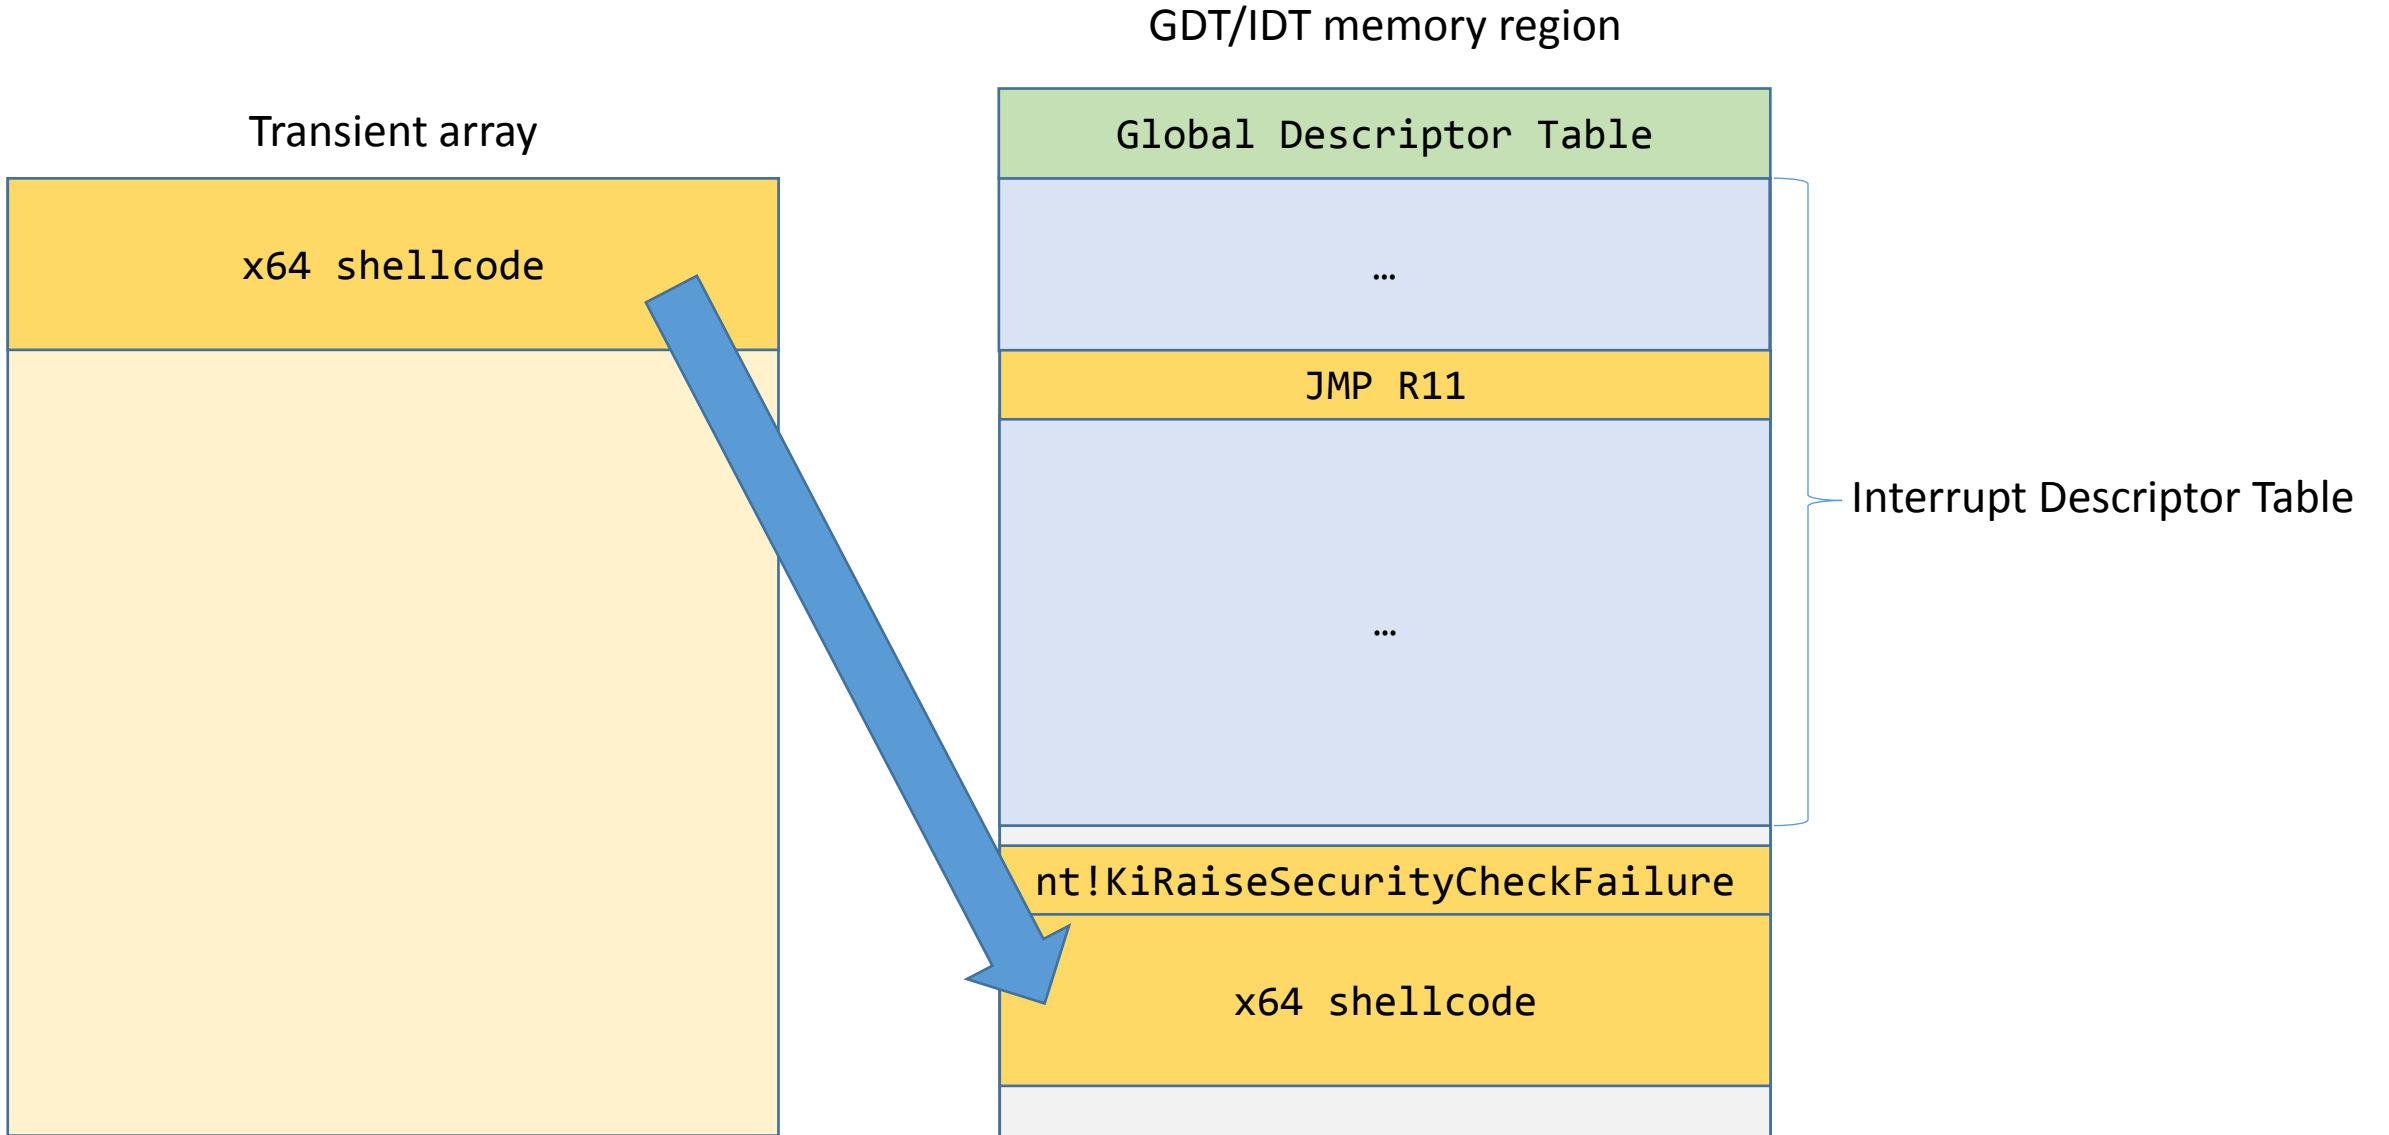 GDT/IDT memory region
Transient array
Global Descriptor Table
x64 shellcode
…
JMP R11
Interrupt Descriptor Table
…
nt!KiRaiseSecurityCheckFailure
x64 shellcode